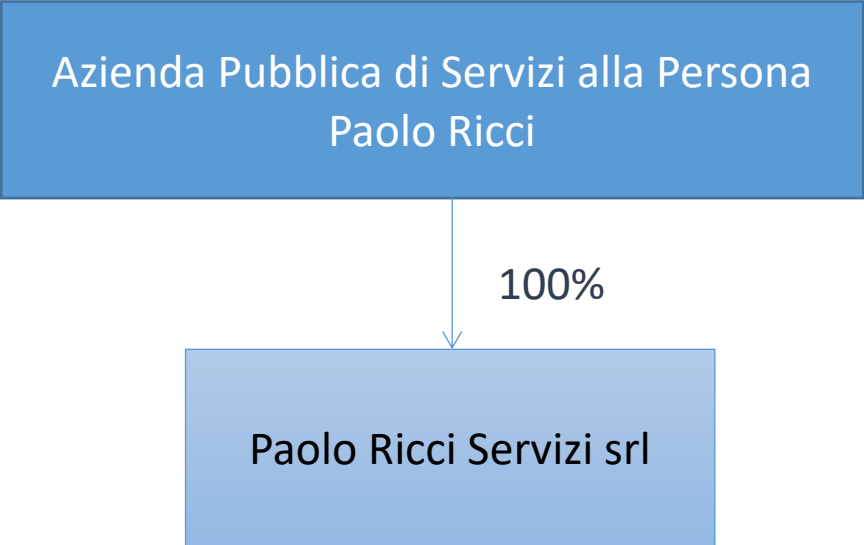 Azienda Pubblica di Servizi alla Persona
Paolo Ricci
100%
Paolo Ricci Servizi srl